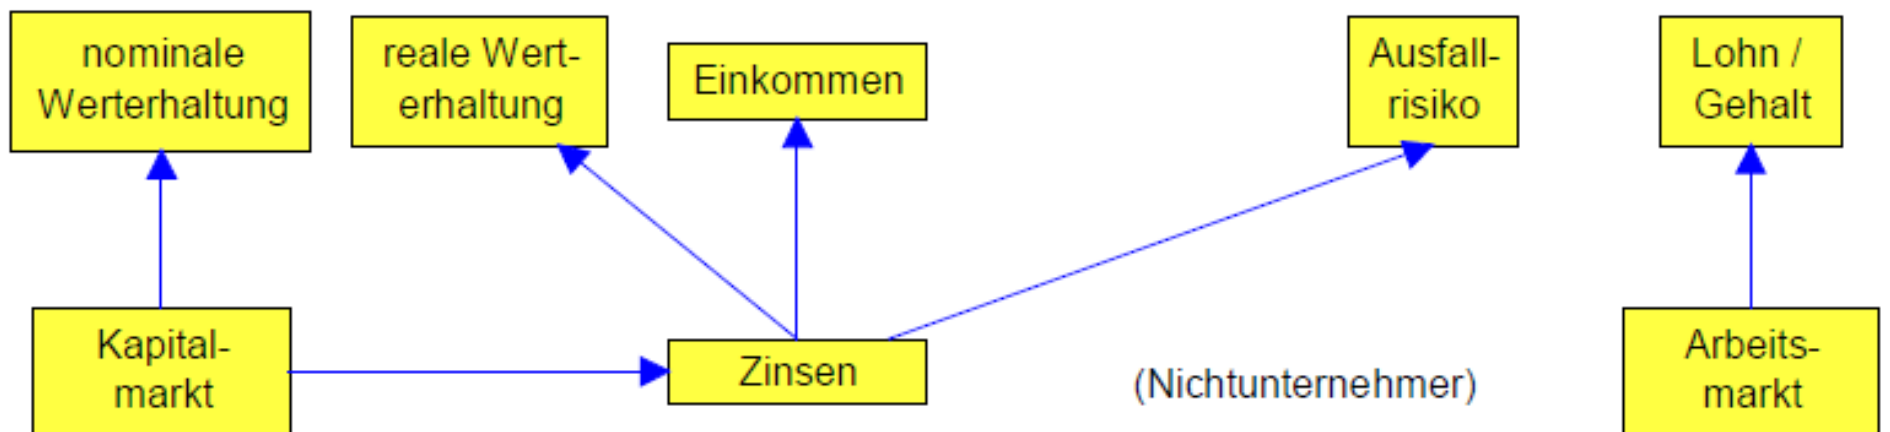 nominale
Werterhaltung
reale Wert-
erhaltung
Einkommen
Ausfall-
risiko
Lohn /
Gehalt
Kapital-
markt
Zinsen
(Nichtunternehmer)
Arbeits-
markt